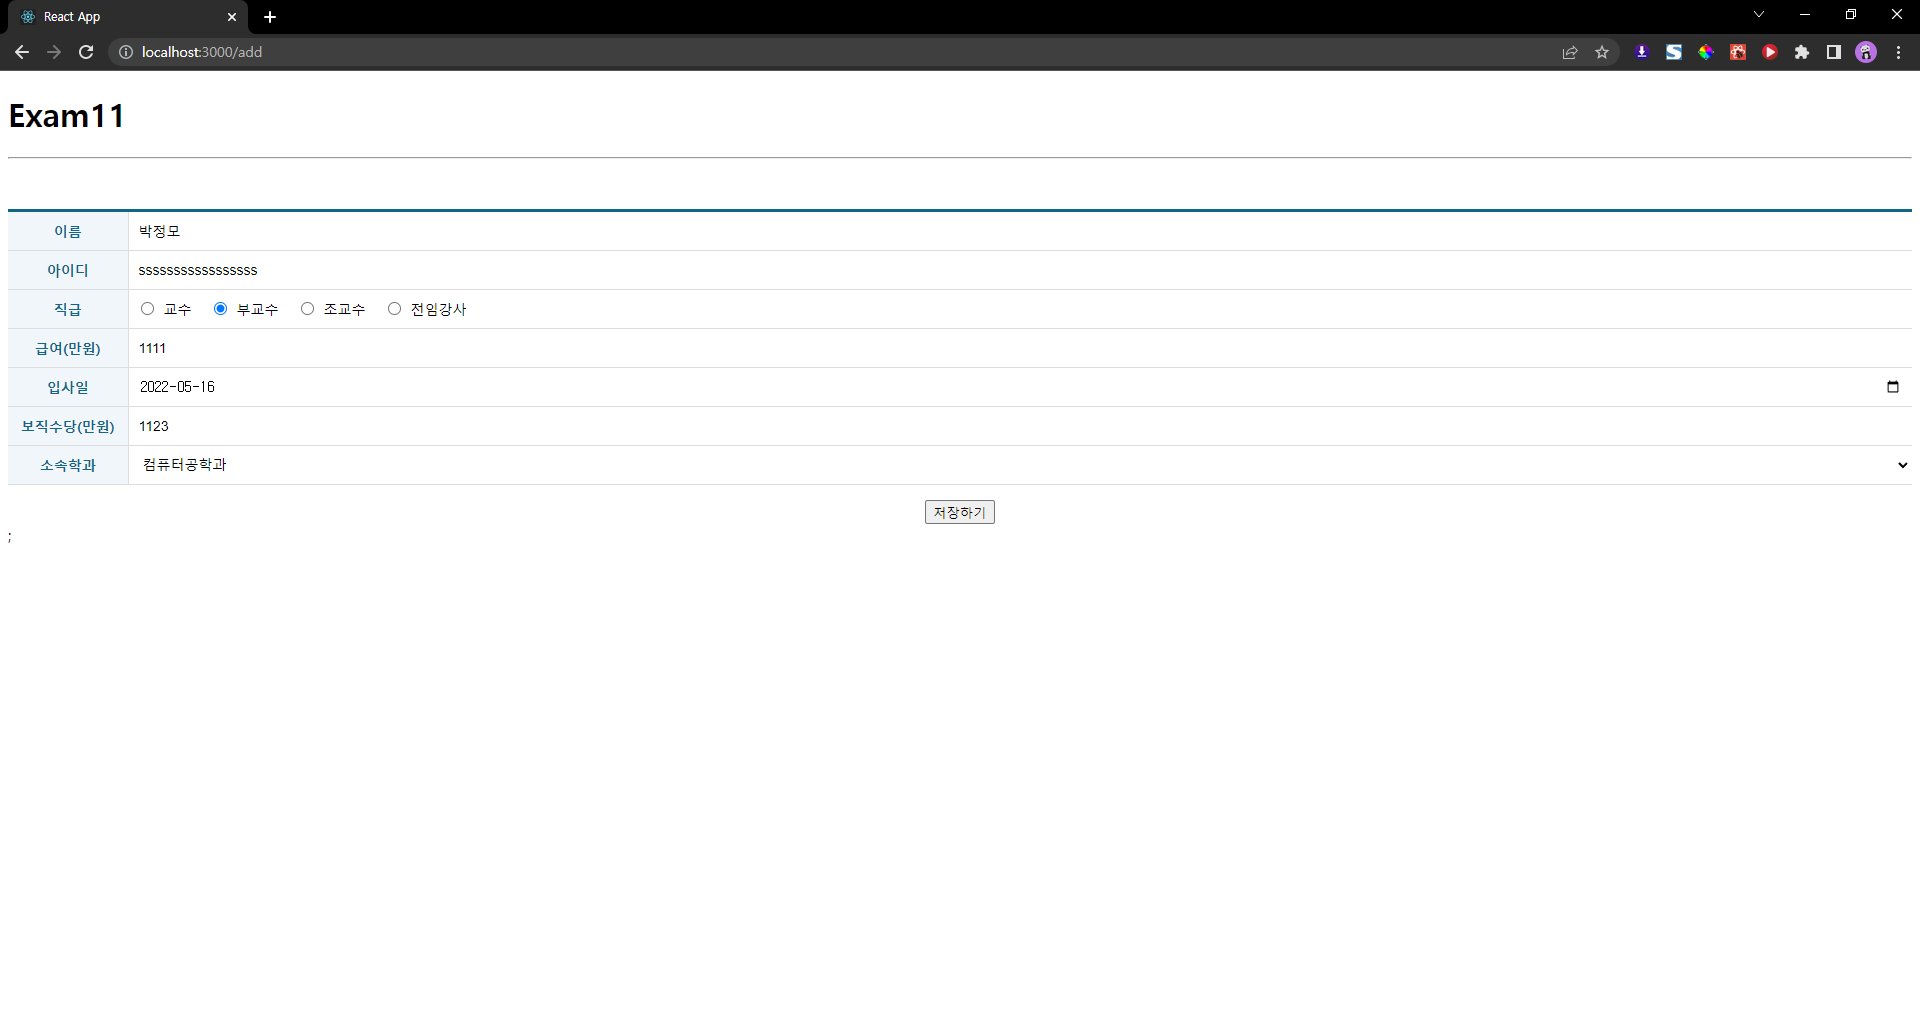 React App
localhost:3000/add
Exam11
이름 박정모
아이디 sssssssssssssssss
직급 교수 부교수 조교수 전임강사
급여(만원) 1111
입사일 2022-05-16
보직수당(만원) 1123
소속학과 컴퓨터공학과
저장하기
;